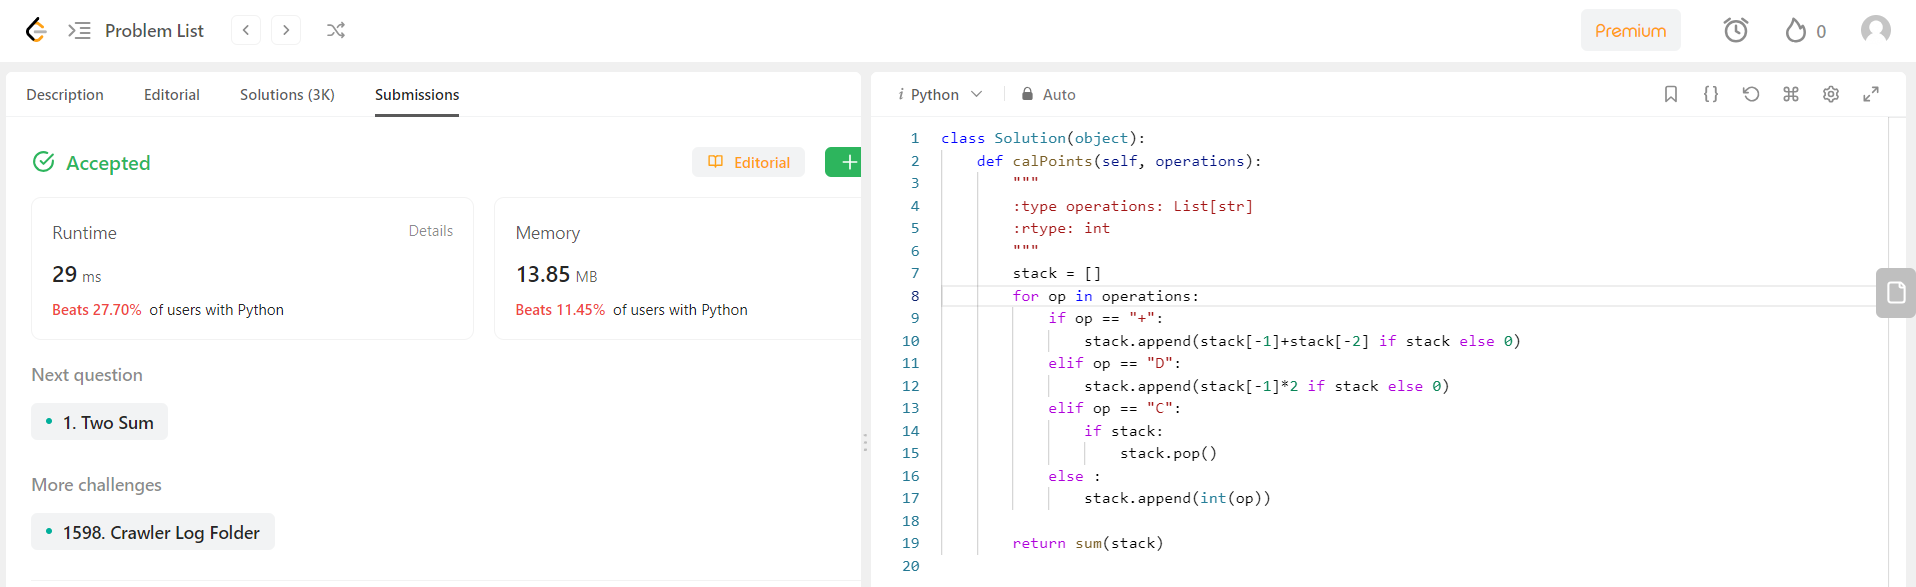 Problem List
Premium
0
Description Editorial Solutions (3K) Submissions
Accepted
Editorial
Runtime Details
29 ms
Beats 27.70% of users with Python
Memory
13.85 MB
Beats 11.45% of users with Python
Next question
1. Two Sum
More challenges
1598. Crawler Log Folder
i Python Auto
1 class Solution(object):
2     def calPoints(self, operations):
3         """
4         :type operations: List[str]
5         :rtype: int
6         """
7         stack = []
8         for op in operations:
9             if op == "+":
10                 stack.append(stack[-1]+stack[-2] if stack else 0)
11             elif op == "D":
12                 stack.append(stack[-1]*2 if stack else 0)
13             elif op == "C":
14                 if stack:
15                     stack.pop()
16             else :
17                 stack.append(int(op))
18
19         return sum(stack)
20